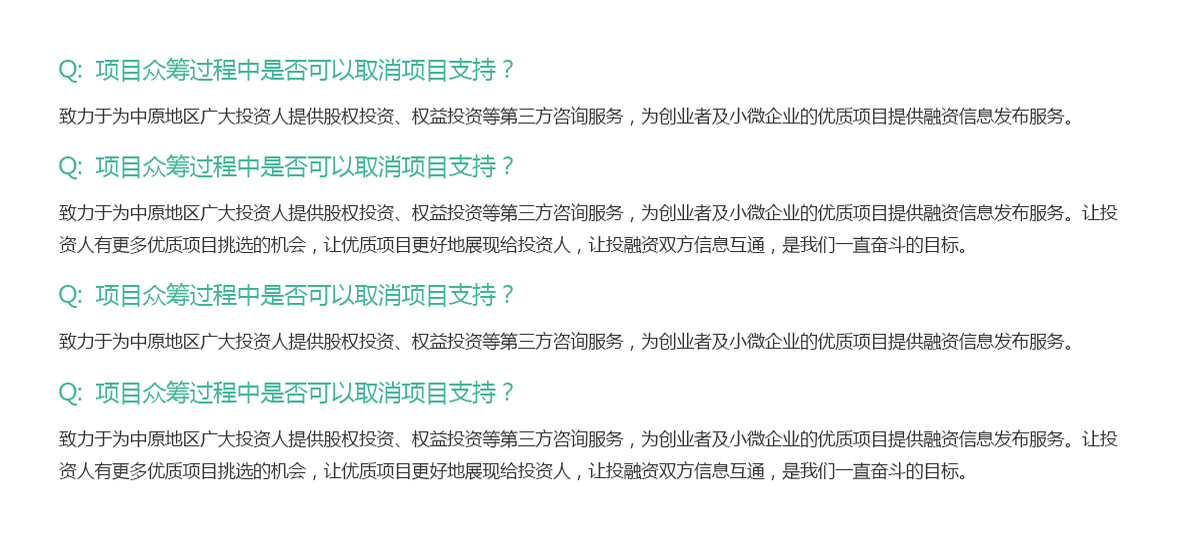 Q: 项目众筹过程中是否可以取消项目支持？
致力于为中原地区广大投资人提供股权投资、权益投资等第三方咨询服务，为创业者及小微企业的优质项目提供融资信息发布服务。
Q: 项目众筹过程中是否可以取消项目支持？
致力于为中原地区广大投资人提供股权投资、权益投资等第三方咨询服务，为创业者及小微企业的优质项目提供融资信息发布服务。让投
资人有更多优质项目挑选的机会，让优质项目更好地展现给投资人，让投融资双方信息互通，是我们一直奋斗的目标。
Q: 项目众筹过程中是否可以取消项目支持？
致力于为中原地区广大投资人提供股权投资、权益投资等第三方咨询服务，为创业者及小微企业的优质项目提供融资信息发布服务。
Q: 项目众筹过程中是否可以取消项目支持？
致力于为中原地区广大投资人提供股权投资、权益投资等第三方咨询服务，为创业者及小微企业的优质项目提供融资信息发布服务。让投
资人有更多优质项目挑选的机会，让优质项目更好地展现给投资人，让投融资双方信息互通，是我们一直奋斗的目标。